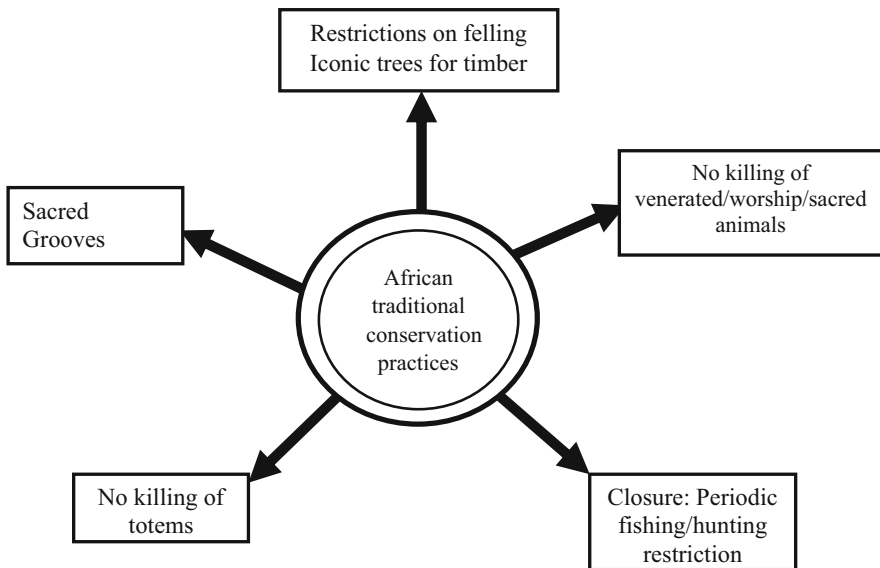 Restrictions on felling
Iconic trees for timber
No killing of
venerated/worship/sacred
animals
Sacred
Grooves
African
traditional
conservation
practices
No killing of
totems
Closure: Periodic
fishing/hunting
restriction